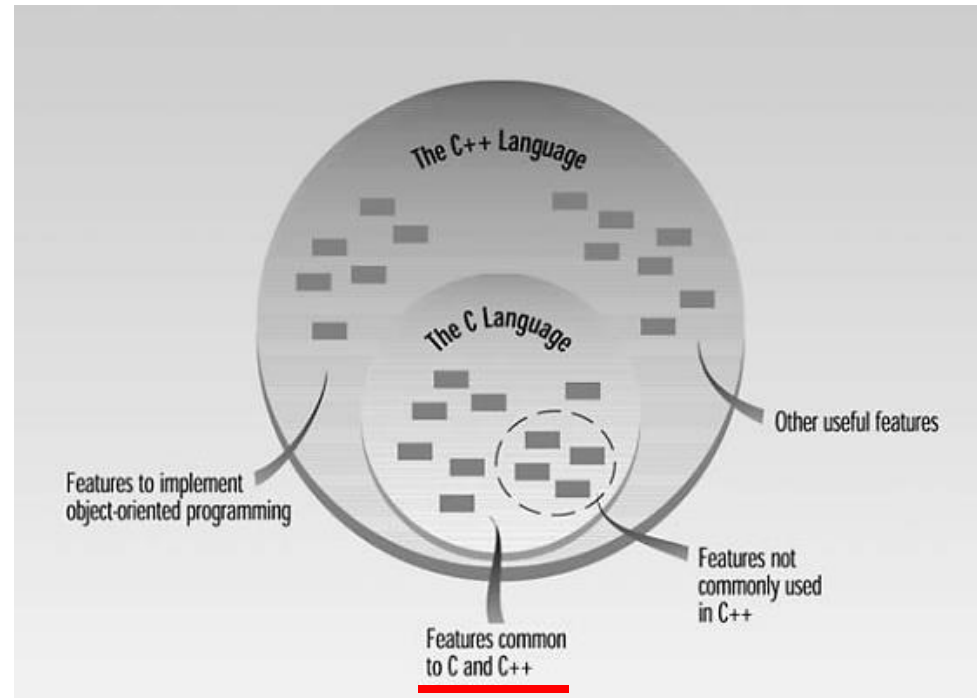 The C++ Language
The C Language
Other useful features
Features to implement
object-oriented programming
Features not
commonly used
in C++
Features common
to C and C++